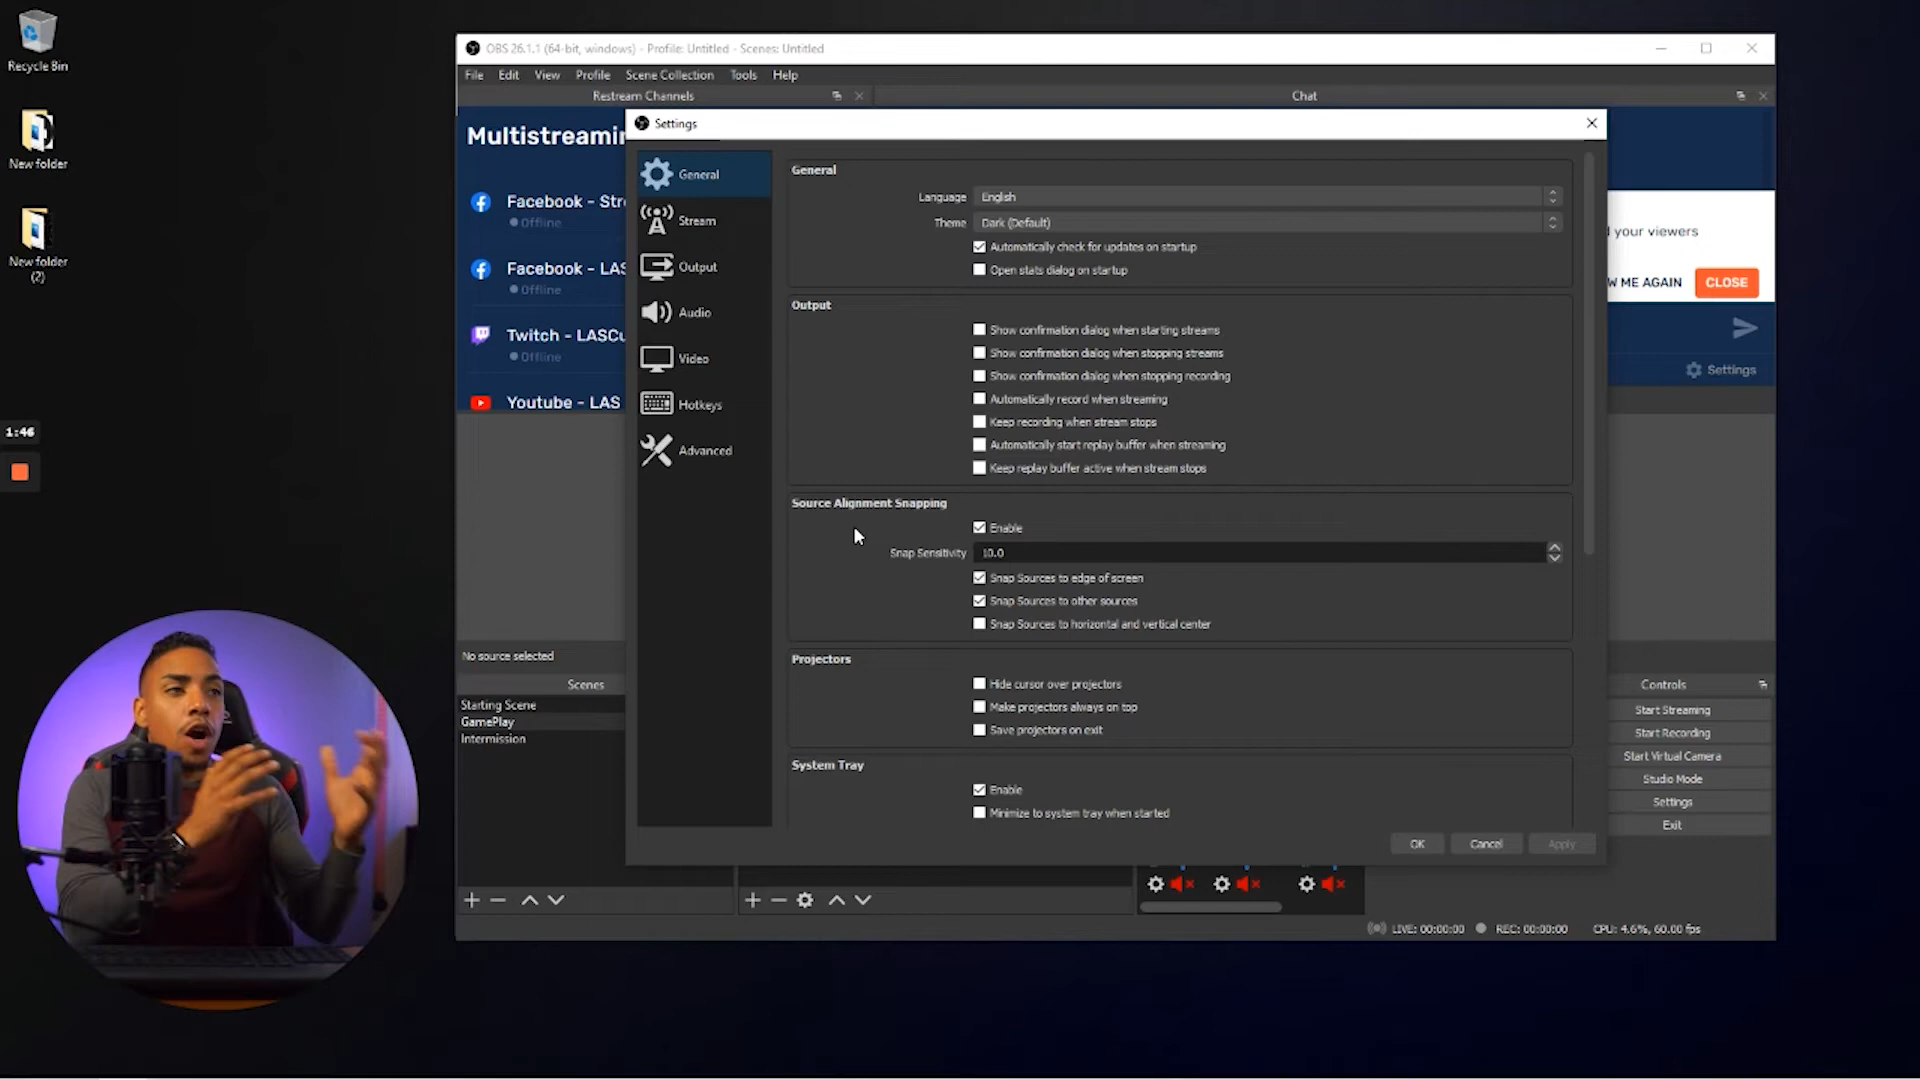 Recycle Bin
New folder
New folder
(2)
1:46
OBS 26.1.1 (64-bit, windows) - Profile: Untitled - Scenes: Untitled
File Edit View Profile Scene Collection Tools Help
Restream Channels
Chat
Multistreamin
Facebook - Stre
Offline
Facebook - LAS
Offline
Twitch - LASCu
Offline
Youtube - LAS
Settings
General
Stream
Output
Audio
Video
Hotkeys
Advanced
General
Language English
Theme Dark (Default)
Automatically check for updates on startup
Open stats dialog on startup
Output
Show confirmation dialog when starting streams
Show confirmation dialog when stopping streams
Show confirmation dialog when stopping recording
Automatically record when streaming
Keep recording when stream stops
Automatically start replay buffer when streaming
Keep replay buffer active when stream stops
Source Alignment Snapping
Enable
Snap Sensitivity 10.0
Snap Sources to edge of screen
Snap Sources to other sources
Snap Sources to horizontal and vertical center
Projectors
Hide cursor over projectors
Make projectors always on top
Save projectors on exit
System Tray
Enable
Minimize to system tray when started
OK Cancel Apply
your viewers
W ME AGAIN CLOSE
Settings
No source selected
Scenes
Starting Scene
GamePlay
Intermission
Controls
Start Streaming
Start Recording
Start Virtual Camera
Studio Mode
Settings
Exit
LIVE: 00:00:00 REC: 00:00:00 CPU: 4.6%, 60.00 fps